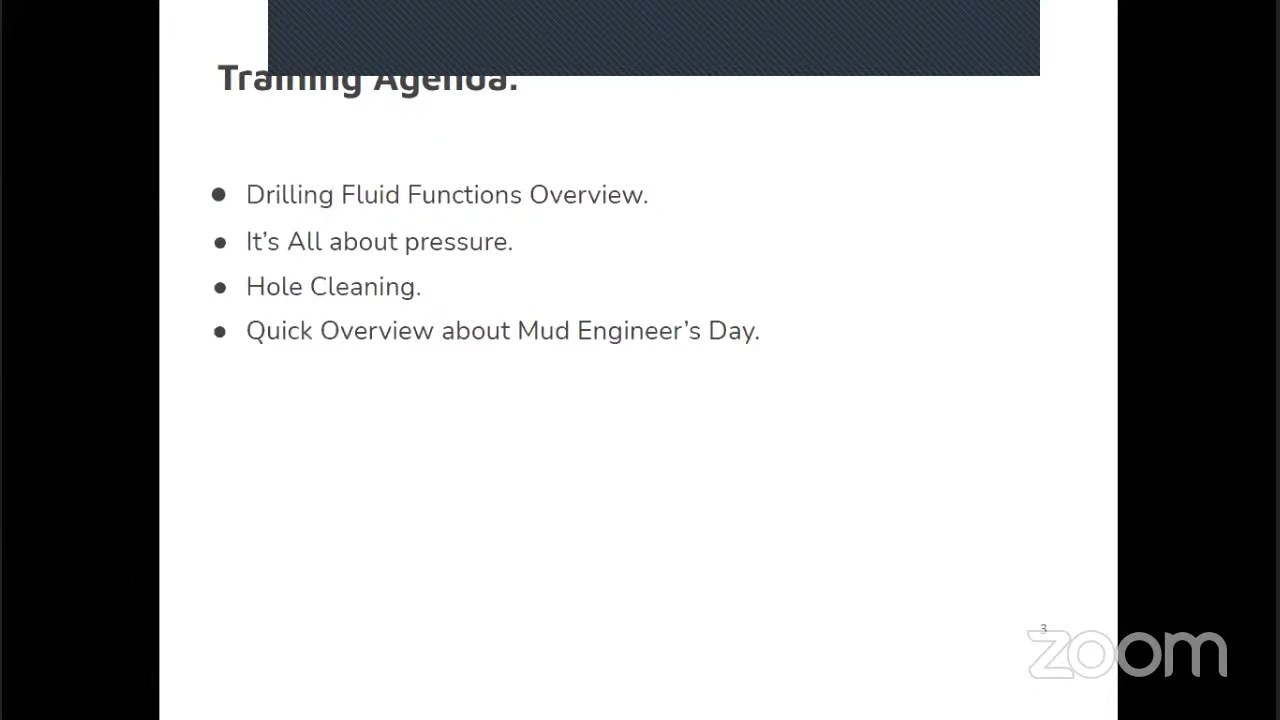 Training Agenda.
● Drilling Fluid Functions Overview.
● It's All about pressure.
● Hole Cleaning.
● Quick Overview about Mud Engineer's Day.
3
zoom